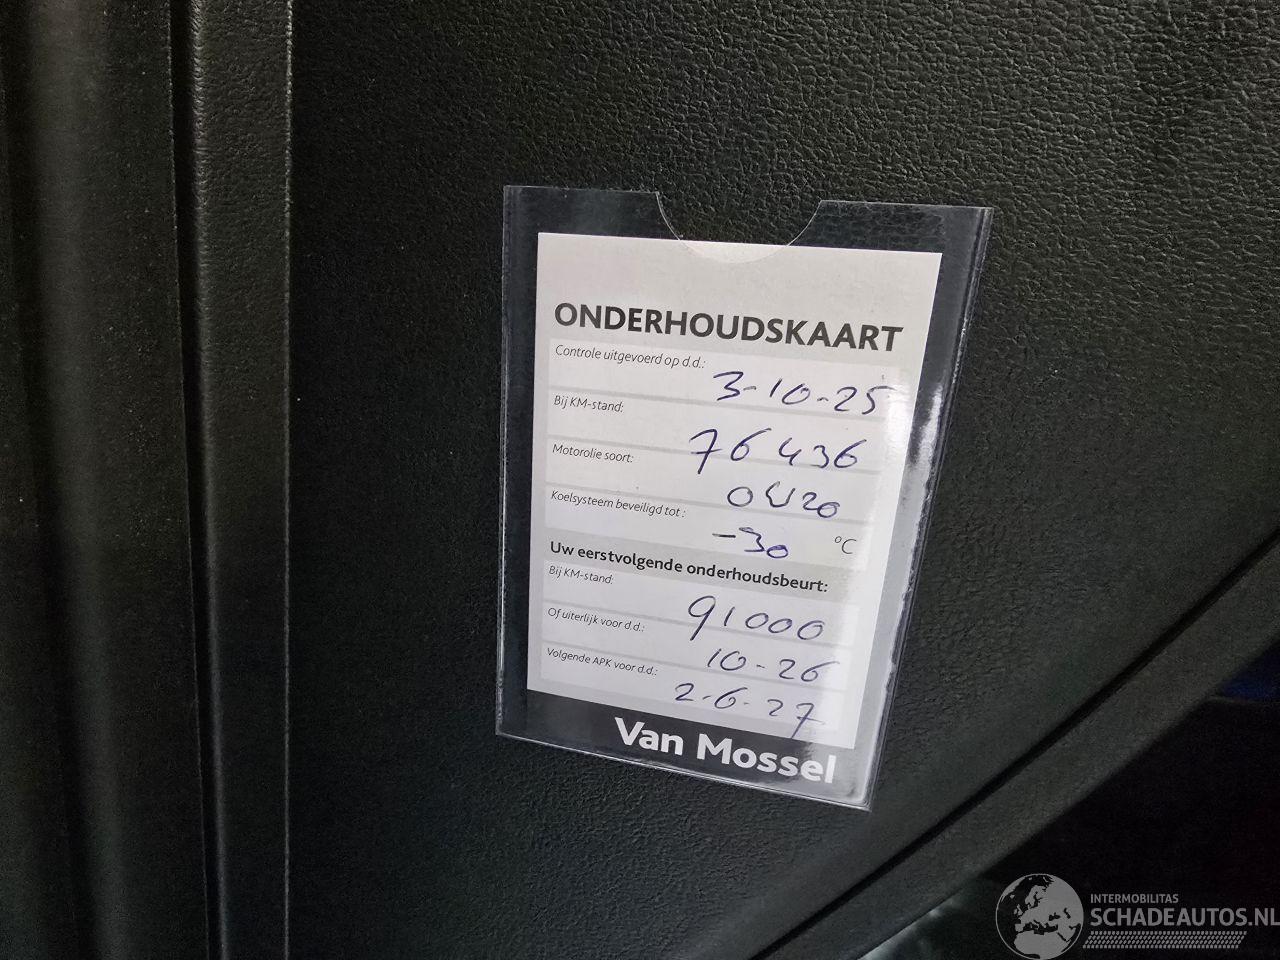 ONDERHOUDSKAART
Controle uitgevoerd op d.d.: 3-10-25
Bij KM-stand: 76436
Motorolie soort: 0W20
Koelsysteem beveiligd tot: -30 °C
Uw eerstvolgende onderhoudsbeurt:
Bij KM-stand: 91000
Of uiterlijk voor d.d.: 10-26
Volgende APK voor d.d.: 2-6-27
Van Mossel
INTERMOBILITAS
SCHADEAUTOS.NL